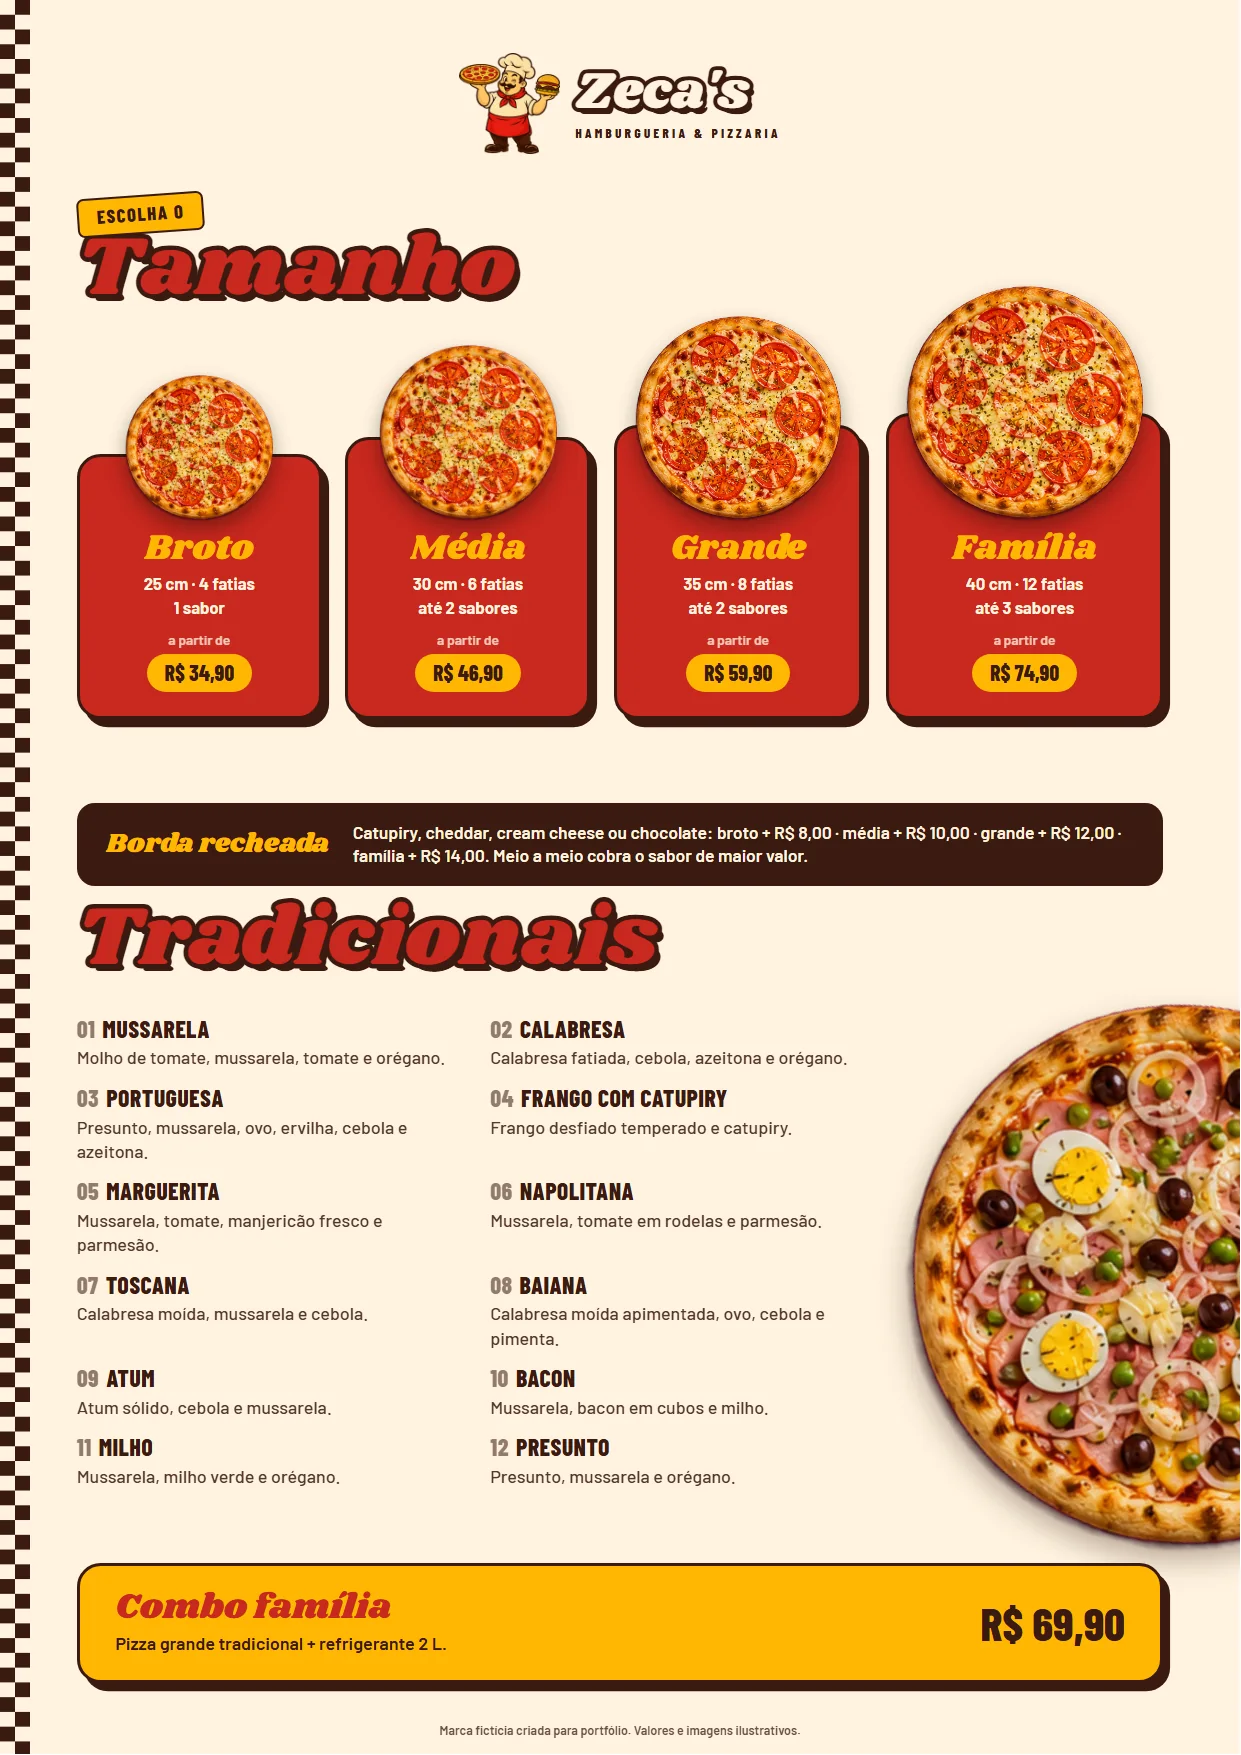 Zeca's
HAMBURGUERIA & PIZZARIA
ESCOLHA O
Tamanho
Broto
25 cm · 4 fatias
1 sabor
a partir de
R$ 34,90
Média
30 cm · 6 fatias
até 2 sabores
a partir de
R$ 46,90
Grande
35 cm · 8 fatias
até 2 sabores
a partir de
R$ 59,90
Família
40 cm · 12 fatias
até 3 sabores
a partir de
R$ 74,90
Borda recheada
Catupiry, cheddar, cream cheese ou chocolate: broto + R$ 8,00 · média + R$ 10,00 · grande + R$ 12,00 ·
família + R$ 14,00. Meio a meio cobra o sabor de maior valor.
Tradicionais
01 MUSSARELA
Molho de tomate, mussarela, tomate e orégano.
02 CALABRESA
Calabresa fatiada, cebola, azeitona e orégano.
03 PORTUGUESA
Presunto, mussarela, ovo, ervilha, cebola e
azeitona.
04 FRANGO COM CATUPIRY
Frango desfiado temperado e catupiry.
05 MARGUERITA
Mussarela, tomate, manjericão fresco e
parmesão.
06 NAPOLITANA
Mussarela, tomate em rodelas e parmesão.
07 TOSCANA
Calabresa moída, mussarela e cebola.
08 BAIANA
Calabresa moída apimentada, ovo, cebola e
pimenta.
09 ATUM
Atum sólido, cebola e mussarela.
10 BACON
Mussarela, bacon em cubos e milho.
11 MILHO
Mussarela, milho verde e orégano.
12 PRESUNTO
Presunto, mussarela e orégano.
Combo família
Pizza grande tradicional + refrigerante 2 L.
R$ 69,90
Marca fictícia criada para portfólio. Valores e imagens ilustrativos.